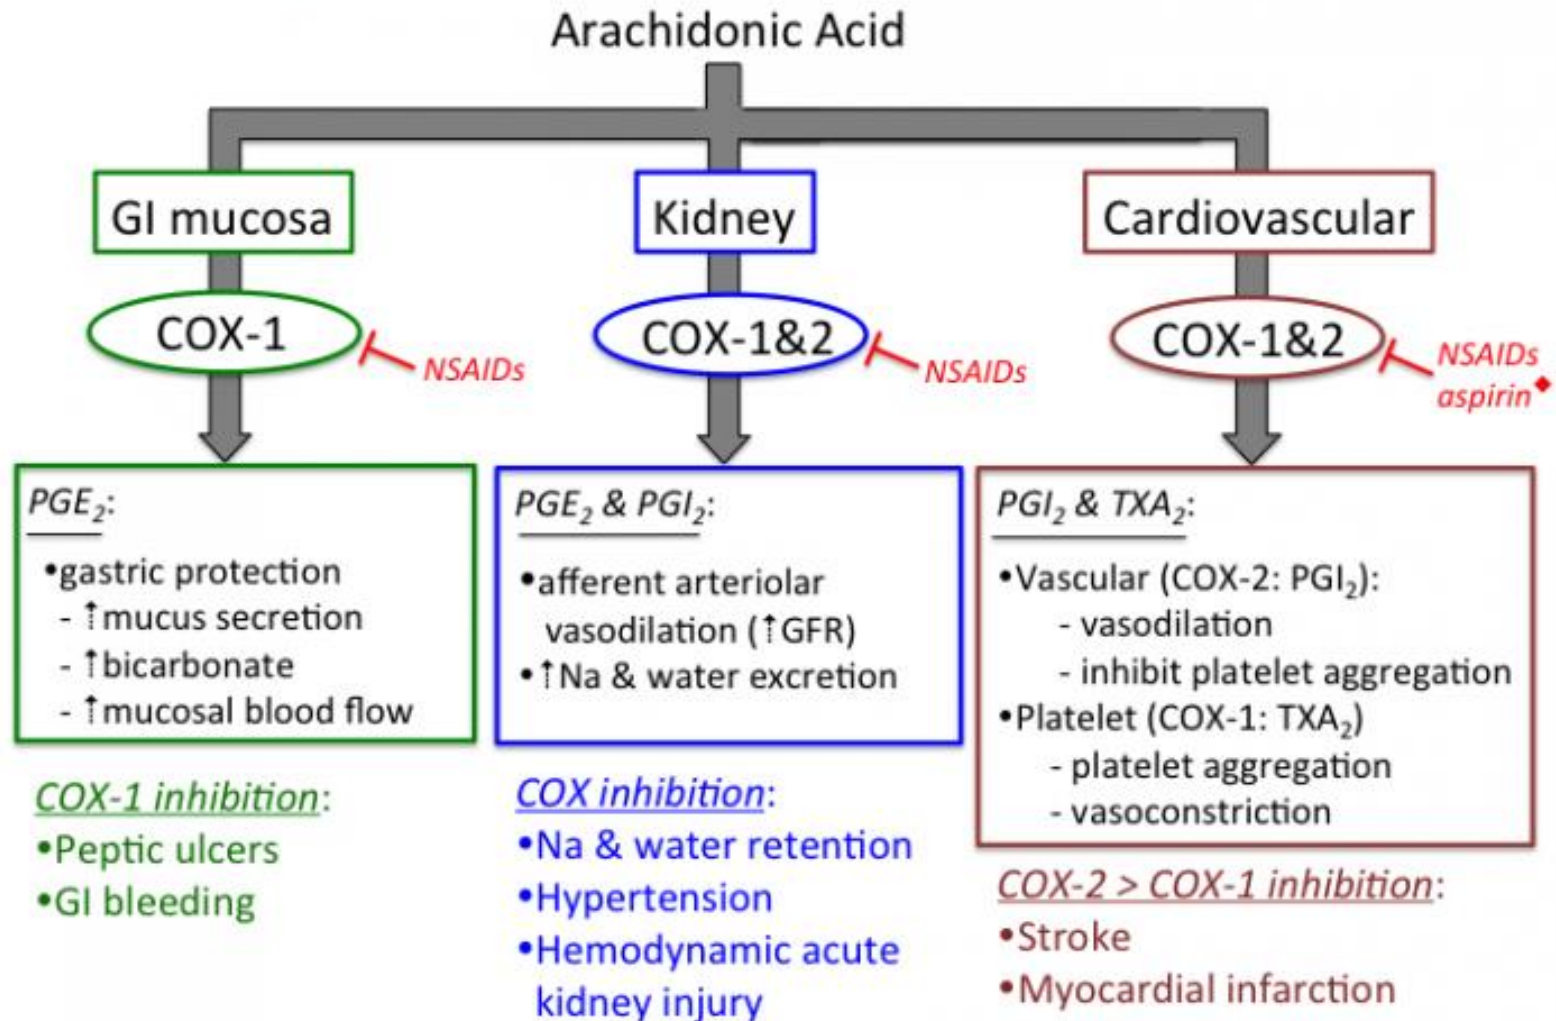 Arachidonic Acid
GI mucosa
COX-1
NSAIDs
PGE₂:
•gastric protection
- ↑mucus secretion
- ↑bicarbonate
- ↑mucosal blood flow
COX-1 inhibition:
•Peptic ulcers
•GI bleeding
Kidney
COX-1&2
NSAIDs
PGE₂ & PGI₂:
•afferent arteriolar
vasodilation (↑GFR)
•↑Na & water excretion
COX inhibition:
•Na & water retention
•Hypertension
•Hemodynamic acute
kidney injury
Cardiovascular
COX-1&2
NSAIDs
aspirin◆
PGI₂ & TXA₂:
•Vascular (COX-2: PGI₂):
- vasodilation
- inhibit platelet aggregation
•Platelet (COX-1: TXA₂)
- platelet aggregation
- vasoconstriction
COX-2 > COX-1 inhibition:
•Stroke
•Myocardial infarction